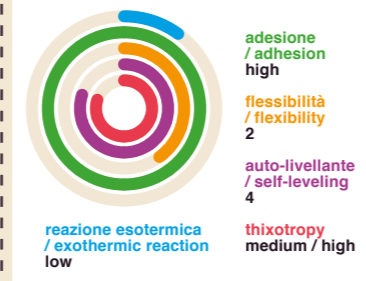 adesione
/ adhesion
high
flessibilità
/ flexibility
2
auto-livellante
/ self-leveling
4
reazione esotermica
/ exothermic reaction
low
thixotropy
medium / high